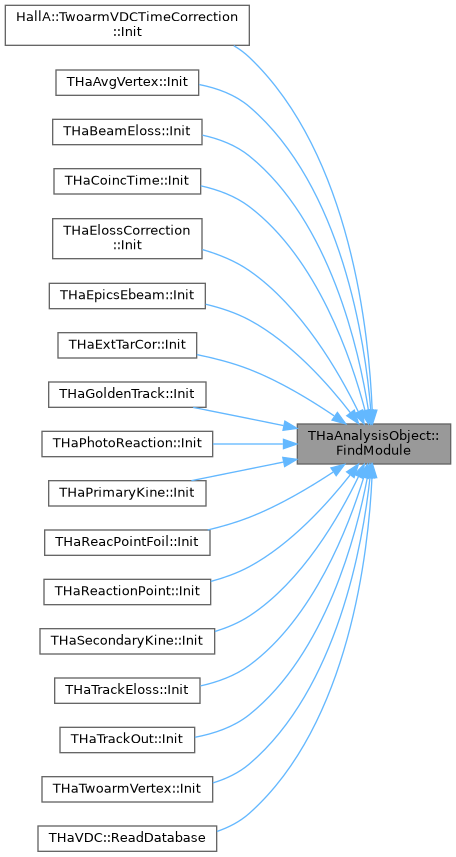 HallA::TwoarmVDCTimeCorrection
::Init
THaAvgVertex::Init
THaBeamEloss::Init
THaCoincTime::Init
THaElossCorrection
::Init
THaEpicsEbeam::Init
THaExtTarCor::Init
THaGoldenTrack::Init
THaPhotoReaction::Init
THaPrimaryKine::Init
THaReacPointFoil::Init
THaReactionPoint::Init
THaSecondaryKine::Init
THaTrackEloss::Init
THaTrackOut::Init
THaTwoarmVertex::Init
THaVDC::ReadDatabase
THaAnalysisObject::
FindModule